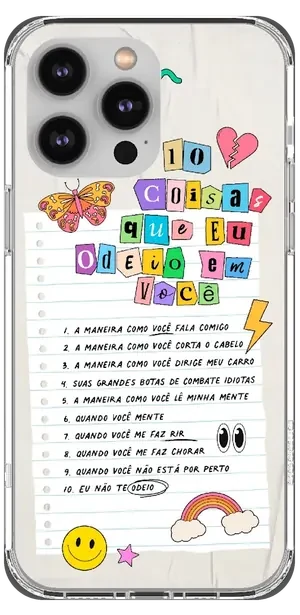 10
Coisas
que Eu
Odeio em
Você
1. A MANEIRA COMO VOCÊ FALA COMIGO
2. A MANEIRA COMO VOCÊ CORTA O CABELO
3. A MANEIRA COMO VOCÊ DIRIGE MEU CARRO
4. SUAS GRANDES BOTAS DE COMBATE IDIOTAS
5. A MANEIRA COMO VOCÊ LÊ MINHA MENTE
6. QUANDO VOCÊ MENTE
7. QUANDO VOCÊ ME FAZ RIR
8. QUANDO VOCÊ ME FAZ CHORAR
9. QUANDO VOCÊ NÃO ESTÁ POR PERTO
10. EU NÃO TE ODEIO